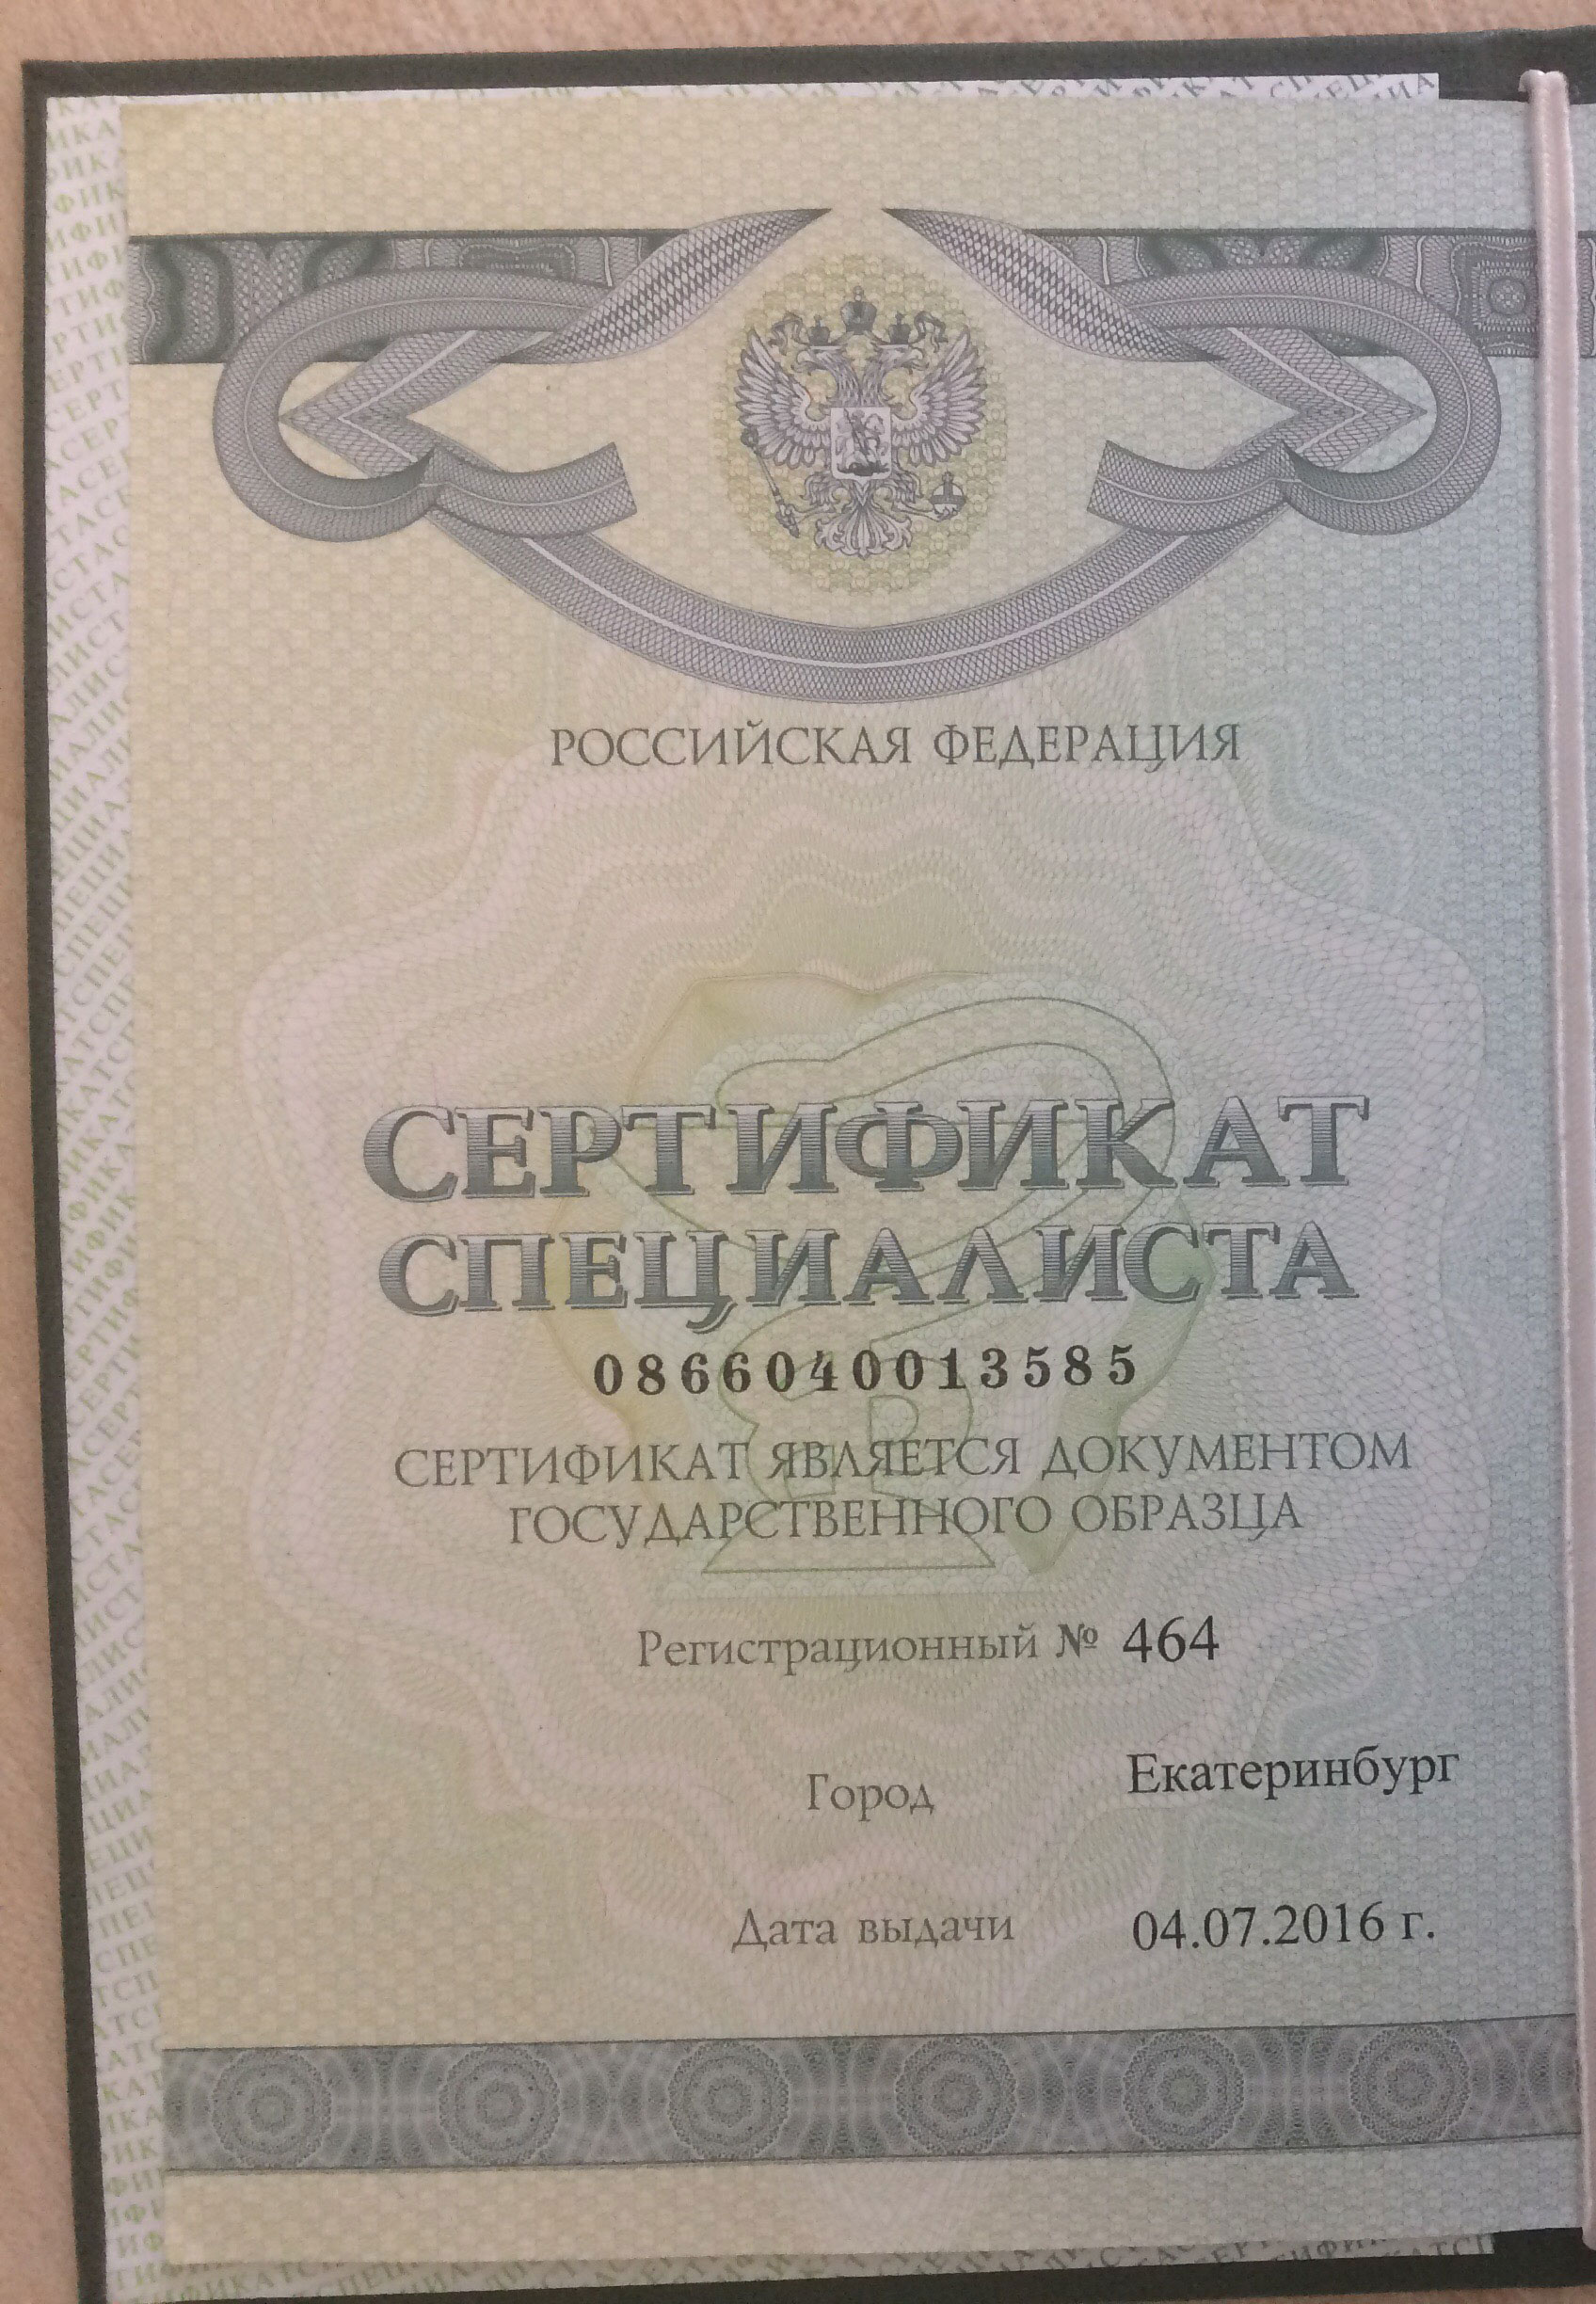 РОССИЙСКАЯ ФЕДЕРАЦИЯ
СЕРТИФИКАТ
СПЕЦИАЛИСТА
0866040013585
СЕРТИФИКАТ ЯВЛЯЕТСЯ ДОКУМЕНТОМ
ГОСУДАРСТВЕННОГО ОБРАЗЦА
Регистрационный № 464
Город Екатеринбург
Дата выдачи 04.07.2016 г.